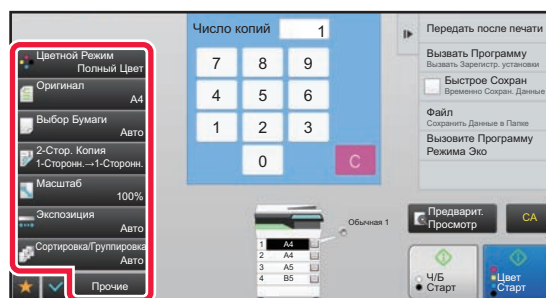 Цветной Режим
Полный Цвет
Оригинал
A4
Выбор Бумаги
Авто
2-Стор. Копия
1-Сторонн.→1-Сторонн.
Масштаб
100%
Экспозиция
Авто
Сортировка/Группировка
Авто
Прочие
Число копий 1
7 8 9
4 5 6
1 2 3
0 C
1 A4
2 A4
3 A5
4 B5
Обычная 1
Передать после печати
Вызвать Программу
Вызвать Зарегистр. установки
Быстрое Сохран
Временно Сохран. Данные
Файл
Сохранить Данные в Папке
Вызовите Программу
Режима Эко
Предварит.
Просмотр
CA
Ч/Б
Старт
Цвет
Старт